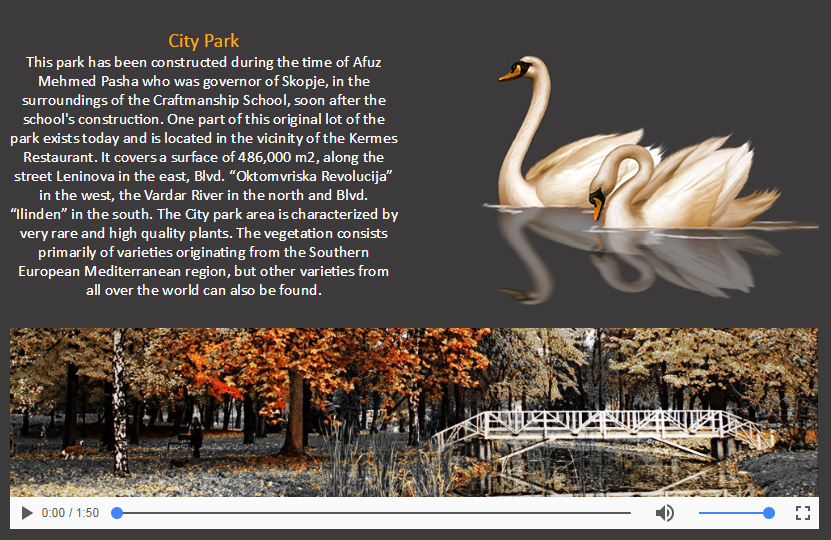 City Park
This park has been constructed during the time of Afuz
Mehmed Pasha who was governor of Skopje, in the
surroundings of the Craftmanship School, soon after the
school's construction. One part of this original lot of the
park exists today and is located in the vicinity of the Kermes
Restaurant. It covers a surface of 486,000 m2, along the
street Leninova in the east, Blvd. “Oktomvriska Revolucija”
in the west, the Vardar River in the north and Blvd.
“Ilinden” in the south. The City park area is characterized by
very rare and high quality plants. The vegetation consists
primarily of varieties originating from the Southern
European Mediterranean region, but other varieties from
all over the world can also be found.
0:00 / 1:50